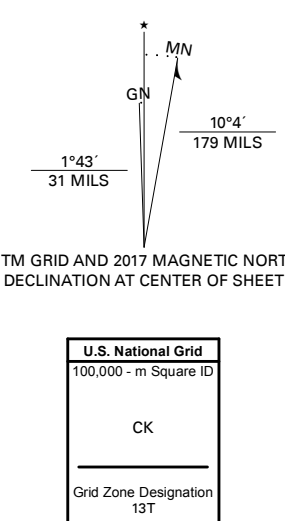 MN
GN
10°4´
179 MILS
1°43´
31 MILS
TM GRID AND 2017 MAGNETIC NORT
DECLINATION AT CENTER OF SHEET
U.S. National Grid
100,000 - m Square ID
CK
Grid Zone Designation
13T